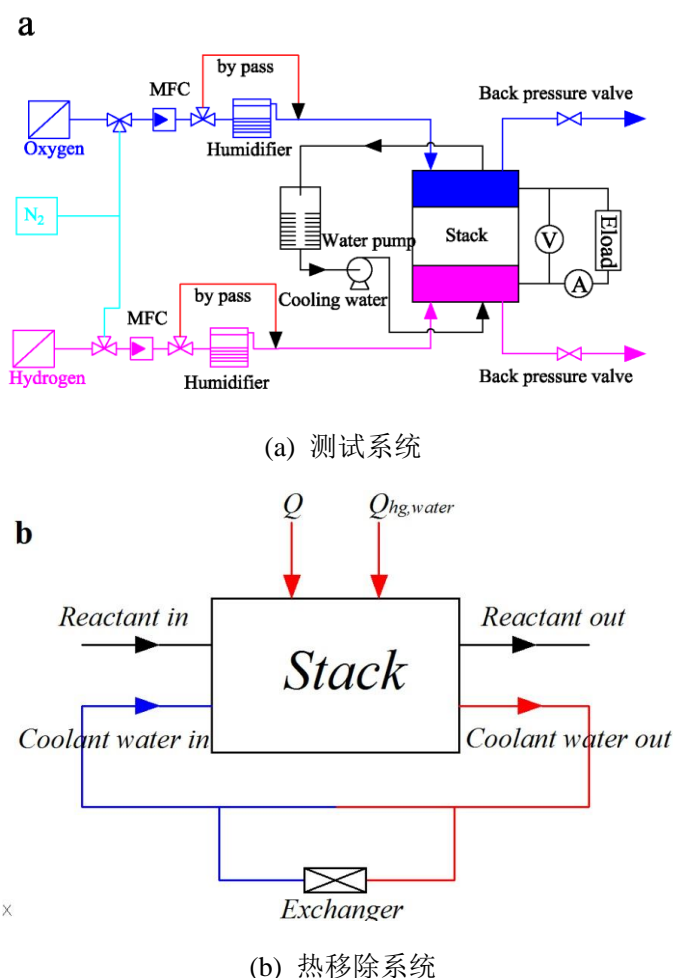 a
by pass
MFC
Back pressure valve
Oxygen
Humidifier
N2
Water pump
Stack
V
Eload
Cooling water
A
by pass
MFC
Hydrogen
Humidifier
Back pressure valve
(a) 测试系统
b
Q
Qhg,water
Reactant in
Reactant out
Stack
Coolant water in
Coolant water out
Exchanger
x
(b) 热移除系统